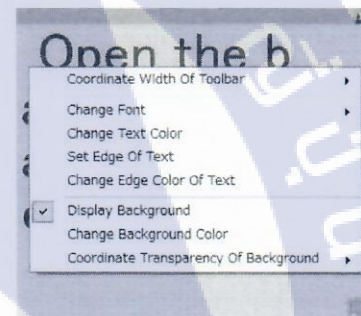 Open the b
Coordinate Width Of Toolbar
Change Font
Change Text Color
Set Edge Of Text
Change Edge Color Of Text
Display Background
Change Background Color
Coordinate Transparency Of Background